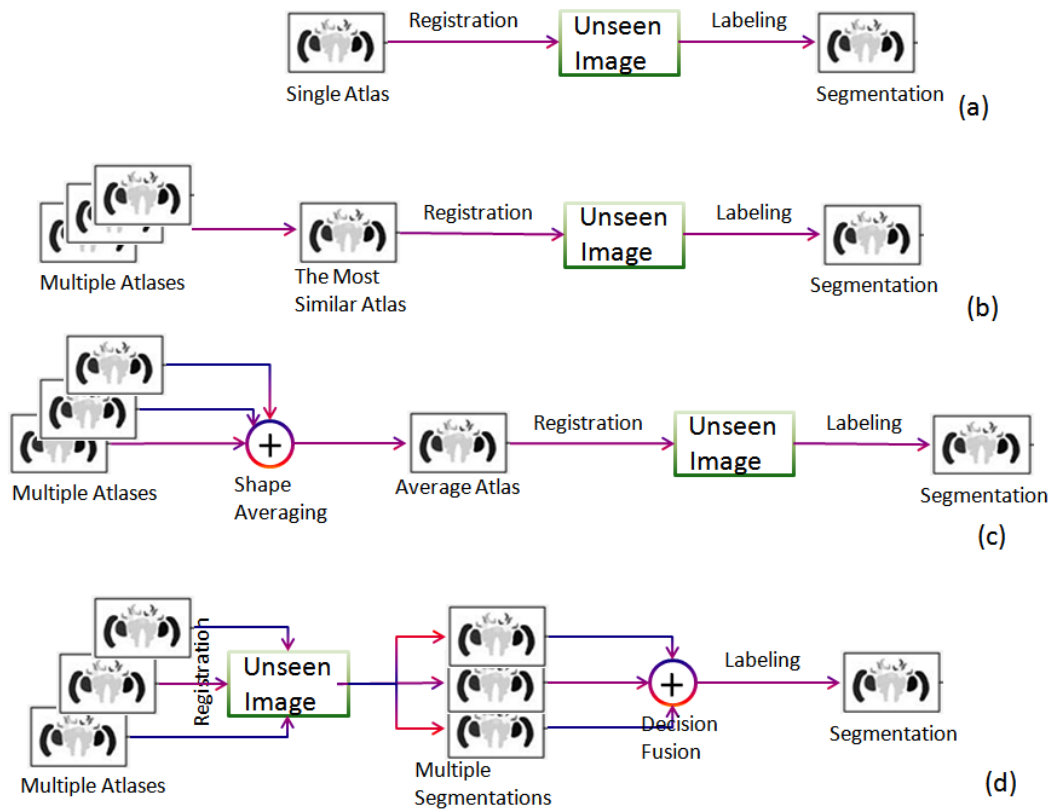 Registration
Unseen
Image
Labeling
Single Atlas
Segmentation
(a)
Registration
Unseen
Image
Labeling
Multiple Atlases
The Most
Similar Atlas
Segmentation
(b)
Registration
Unseen
Image
Labeling
+
Multiple Atlases
Shape
Averaging
Average Atlas
Segmentation
(c)
Registration
Unseen
Image
Labeling
+
Decision
Fusion
Multiple Atlases
Multiple
Segmentations
Segmentation
(d)